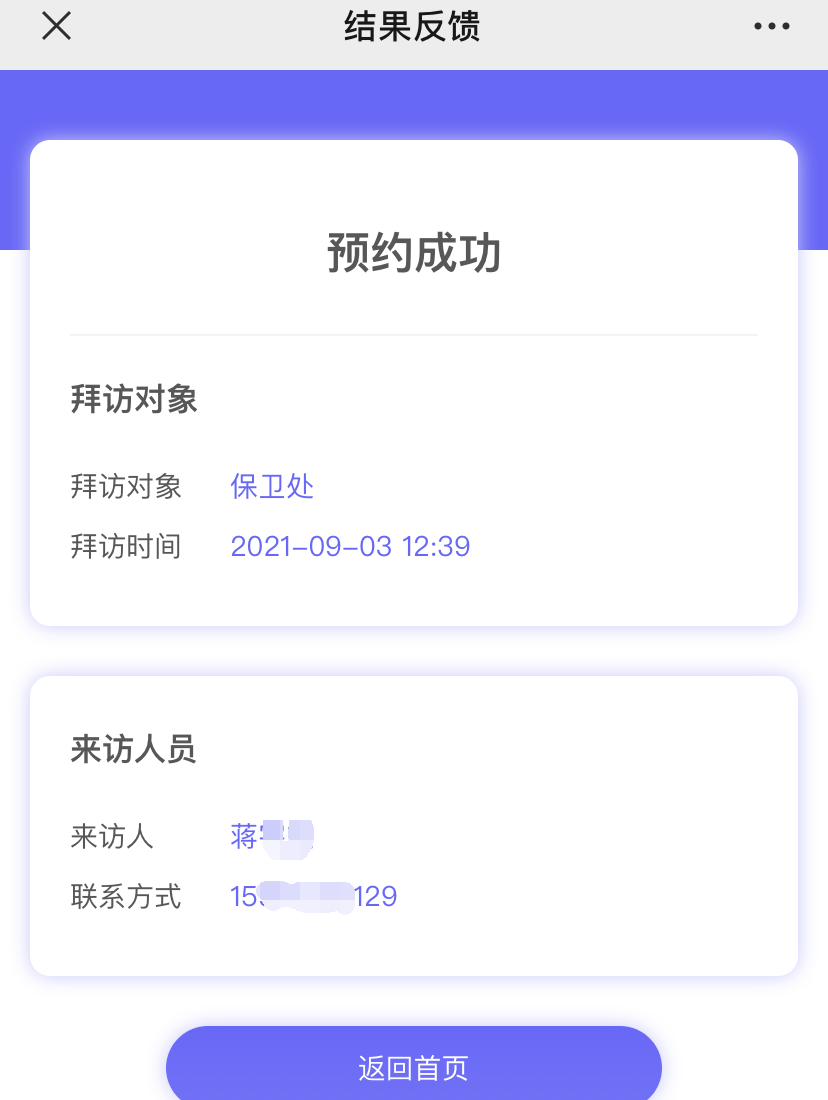 结果反馈
预约成功
拜访对象
拜访对象 保卫处
拜访时间 2021-09-03 12:39
来访人员
来访人 蒋
联系方式 15 129
返回首页